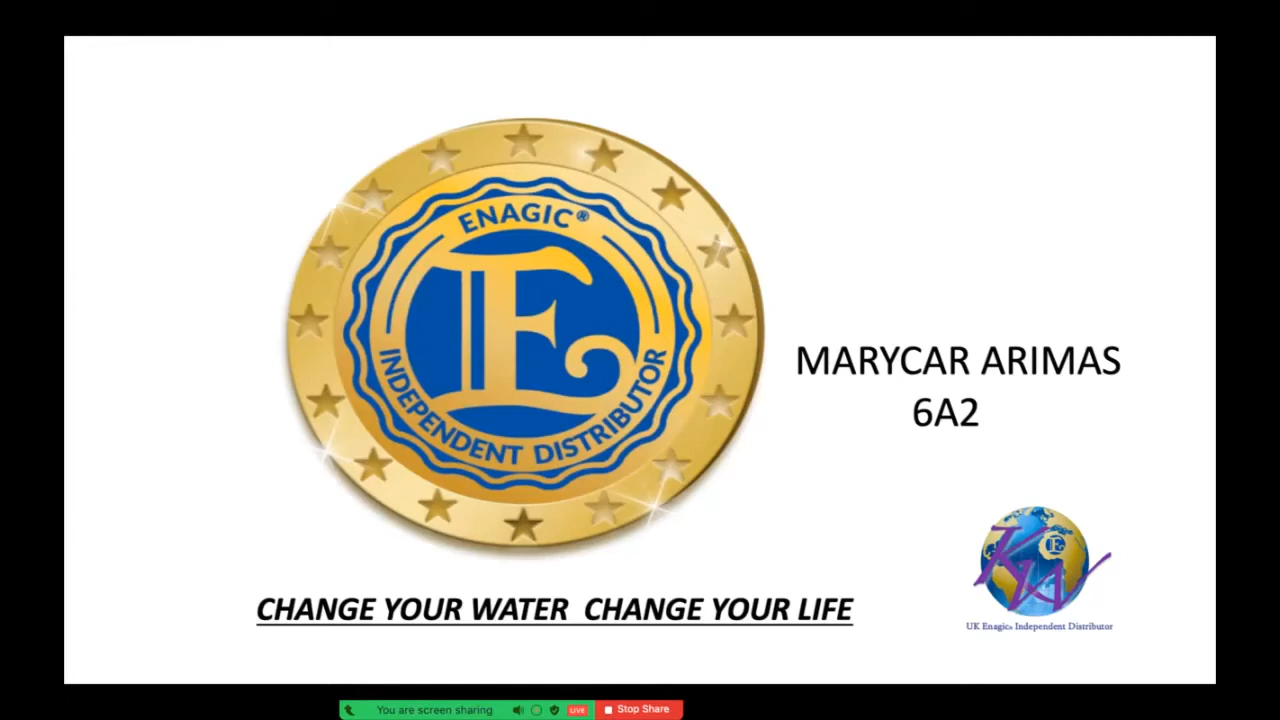 ENAGIC®
E
INDEPENDENT DISTRIBUTOR
MARYCAR ARIMAS
6A2
CHANGE YOUR WATER  CHANGE YOUR LIFE
E
KW
UK Enagic® Independent Distributor
You are screen sharing
LIVE
Stop Share